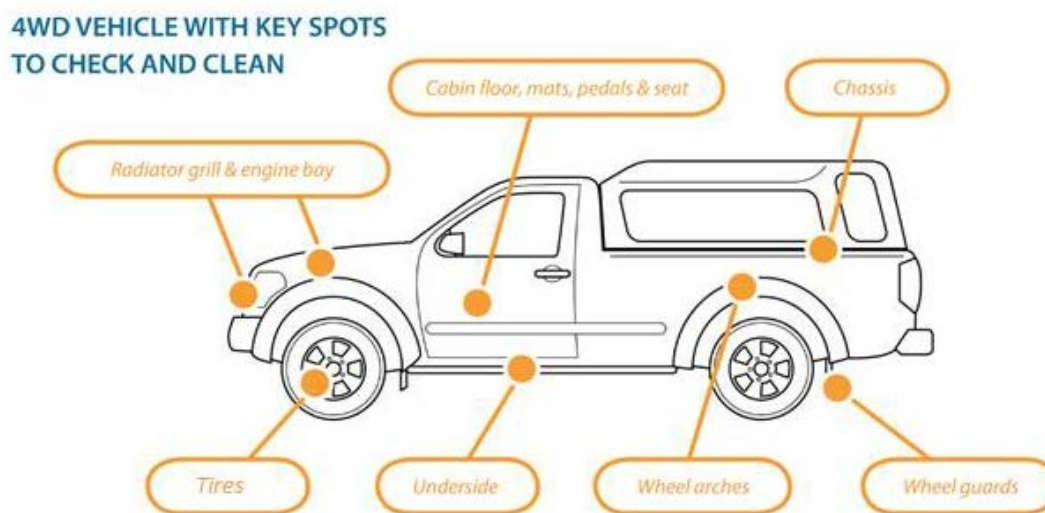 4WD VEHICLE WITH KEY SPOTS
TO CHECK AND CLEAN
Cabin floor, mats, pedals & seat
Chassis
Radiator grill & engine bay
Tires
Underside
Wheel arches
Wheel guards